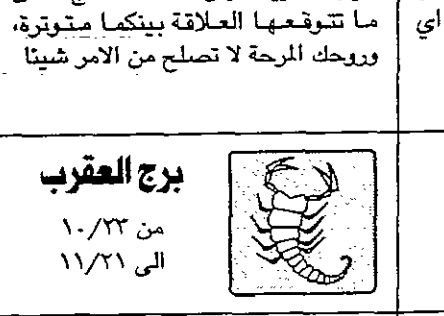 ما تتوقعها العلاقة بينكما متوترة،
وروحك المرحة لا تصلح من الامر شيئا
اي
برج العقرب
من ١٠/٢٣
الى ١١/٢١